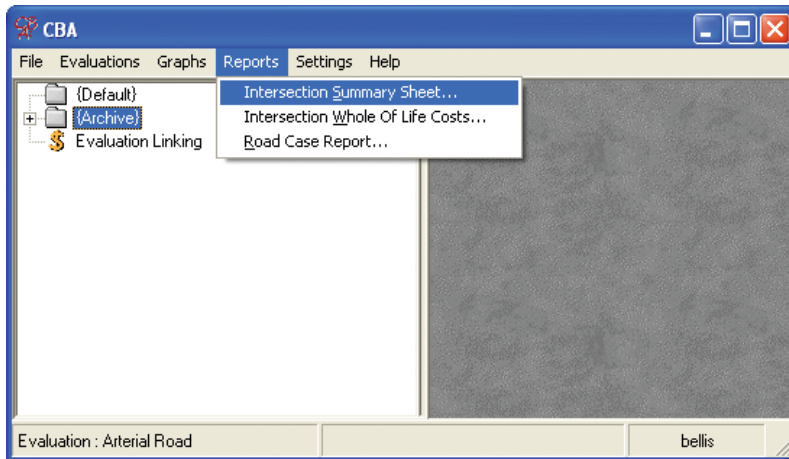 CBA
File Evaluations Graphs Reports Settings Help
{Default}
{Archive}
Evaluation Linking
Intersection Summary Sheet...
Intersection Whole Of Life Costs...
Road Case Report...
Evaluation : Arterial Road
bellis